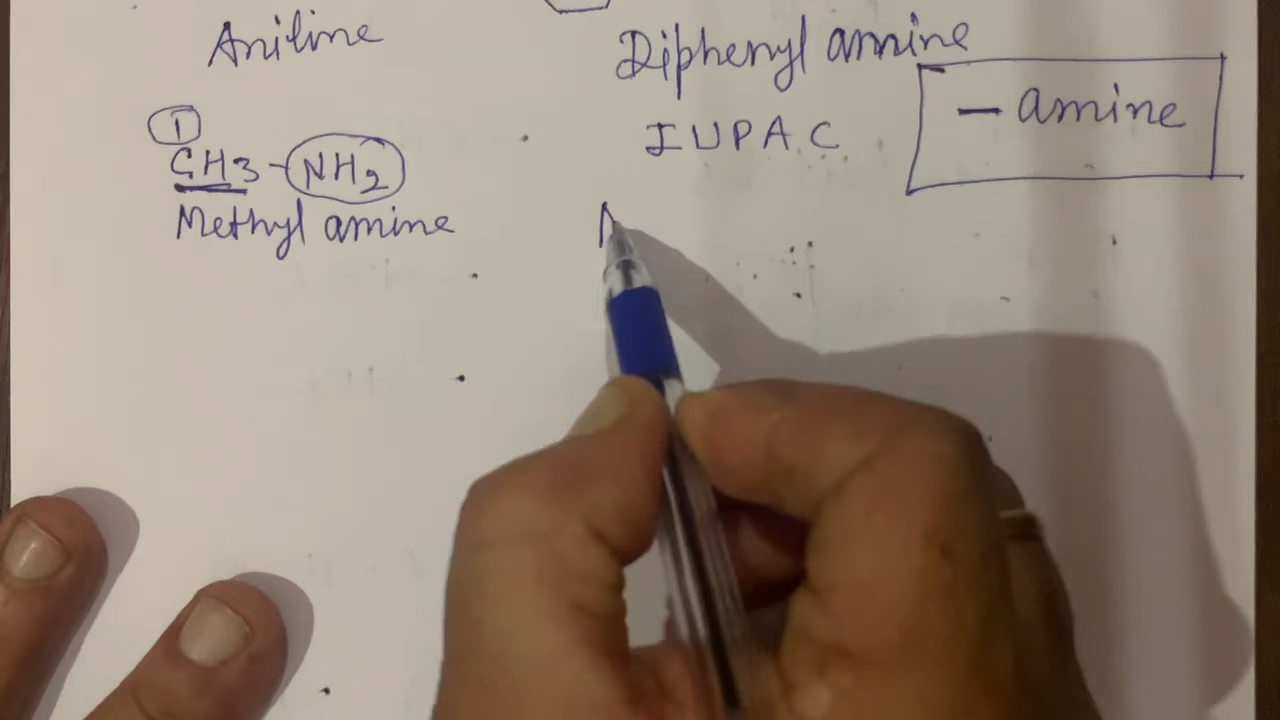 Aniline
Diphenyl amine
- amine
IUPAC
1
CH3-NH2
Methyl amine